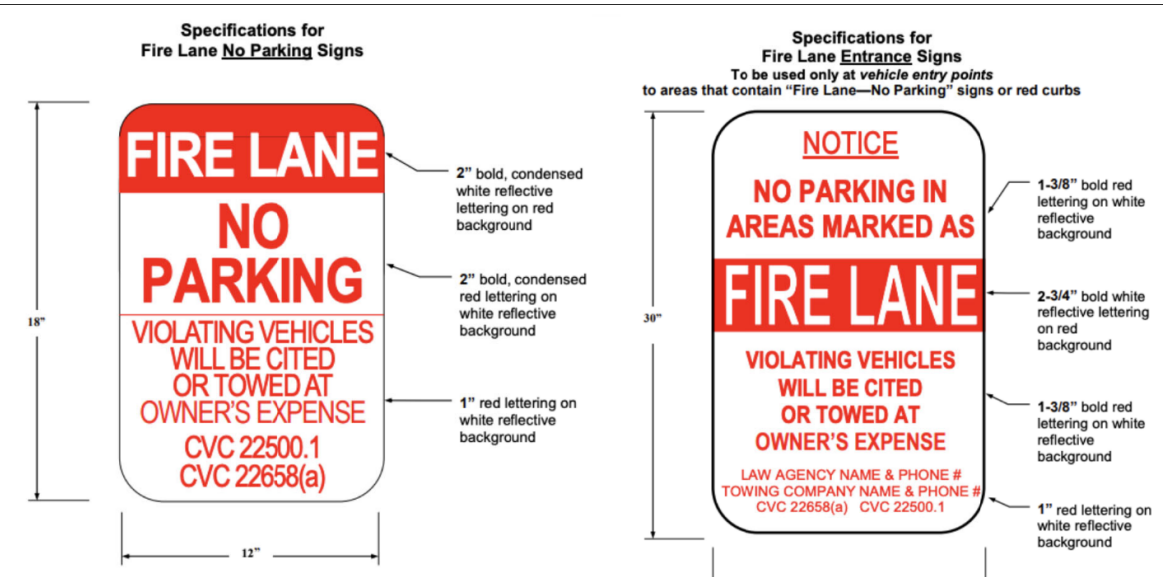 Specifications for
Fire Lane No Parking Signs
18”
FIRE LANE
NO
PARKING
VIOLATING VEHICLES
WILL BE CITED
OR TOWED AT
OWNER’S EXPENSE
CVC 22500.1
CVC 22658(a)
12”
2” bold, condensed
white reflective
lettering on red
background
2” bold, condensed
red lettering on
white reflective
background
1” red lettering on
white reflective
background
Specifications for
Fire Lane Entrance Signs
To be used only at vehicle entry points
to areas that contain “Fire Lane—No Parking” signs or red curbs
30”
NOTICE
NO PARKING IN
AREAS MARKED AS
FIRE LANE
VIOLATING VEHICLES
WILL BE CITED
OR TOWED AT
OWNER’S EXPENSE
LAW AGENCY NAME & PHONE #
TOWING COMPANY NAME & PHONE #
CVC 22658(a) CVC 22500.1
1-3/8” bold red
lettering on white
reflective
background
2-3/4” bold white
reflective lettering
on red
background
1-3/8” bold red
lettering on white
reflective
background
1” red lettering on
white reflective
background